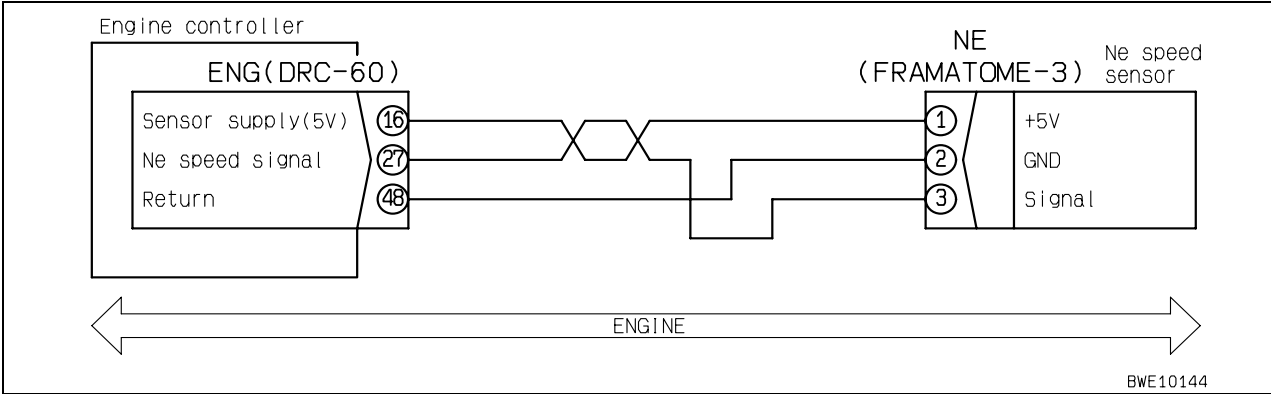 Engine controller
ENG(DRC-60)
NE
(FRAMATOME-3)
Ne speed
sensor
Sensor supply(5V) 16
1 +5V
Ne speed signal 27
2 GND
Return 48
3 Signal
ENGINE
BWE10144